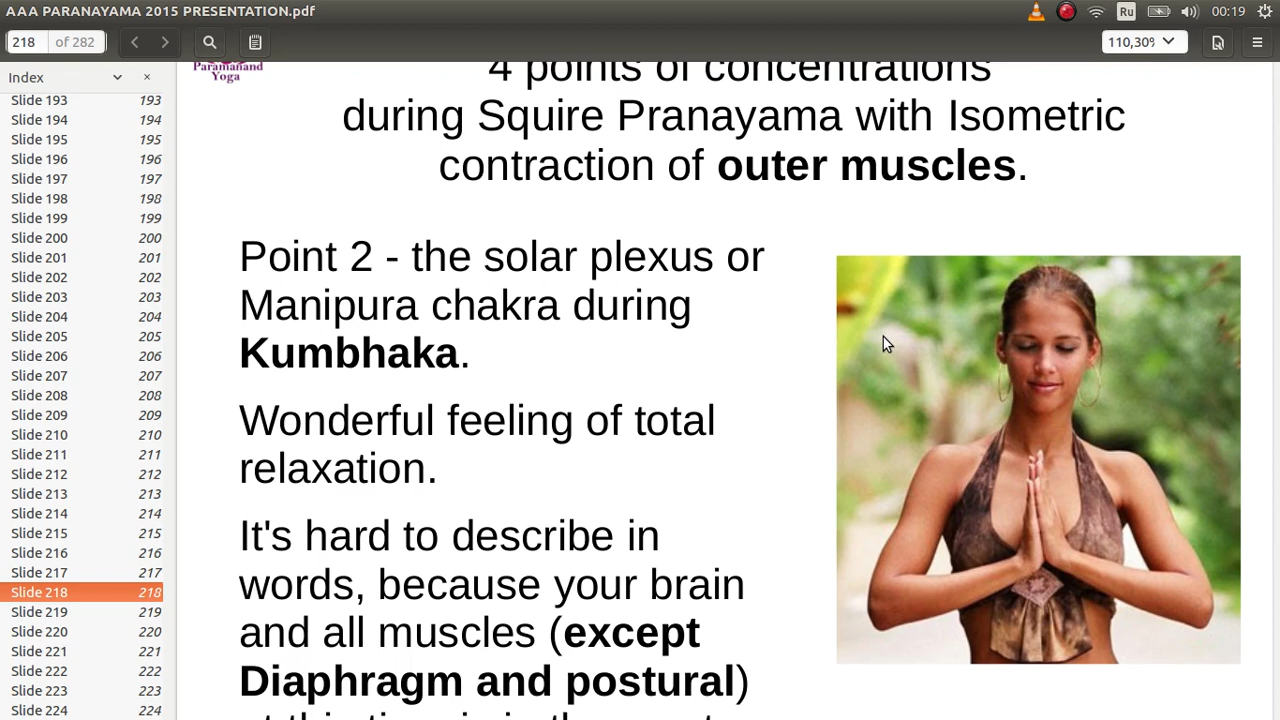 AAA PARANAYAMA 2015 PRESENTATION.pdf
Ru
00:19
218 of 282
110,30%
Index
Slide 193 193
Slide 194 194
Slide 195 195
Slide 196 196
Slide 197 197
Slide 198 198
Slide 199 199
Slide 200 200
Slide 201 201
Slide 202 202
Slide 203 203
Slide 204 204
Slide 205 205
Slide 206 206
Slide 207 207
Slide 208 208
Slide 209 209
Slide 210 210
Slide 211 211
Slide 212 212
Slide 213 213
Slide 214 214
Slide 215 215
Slide 216 216
Slide 217 217
Slide 218 218
Slide 219 219
Slide 220 220
Slide 221 221
Slide 222 222
Slide 223 223
Slide 224 224
Paramanand
Yoga
4 points of concentrations
during Squire Pranayama with Isometric
contraction of outer muscles.
Point 2 - the solar plexus or
Manipura chakra during
Kumbhaka.
Wonderful feeling of total
relaxation.
It's hard to describe in
words, because your brain
and all muscles (except
Diaphragm and postural)